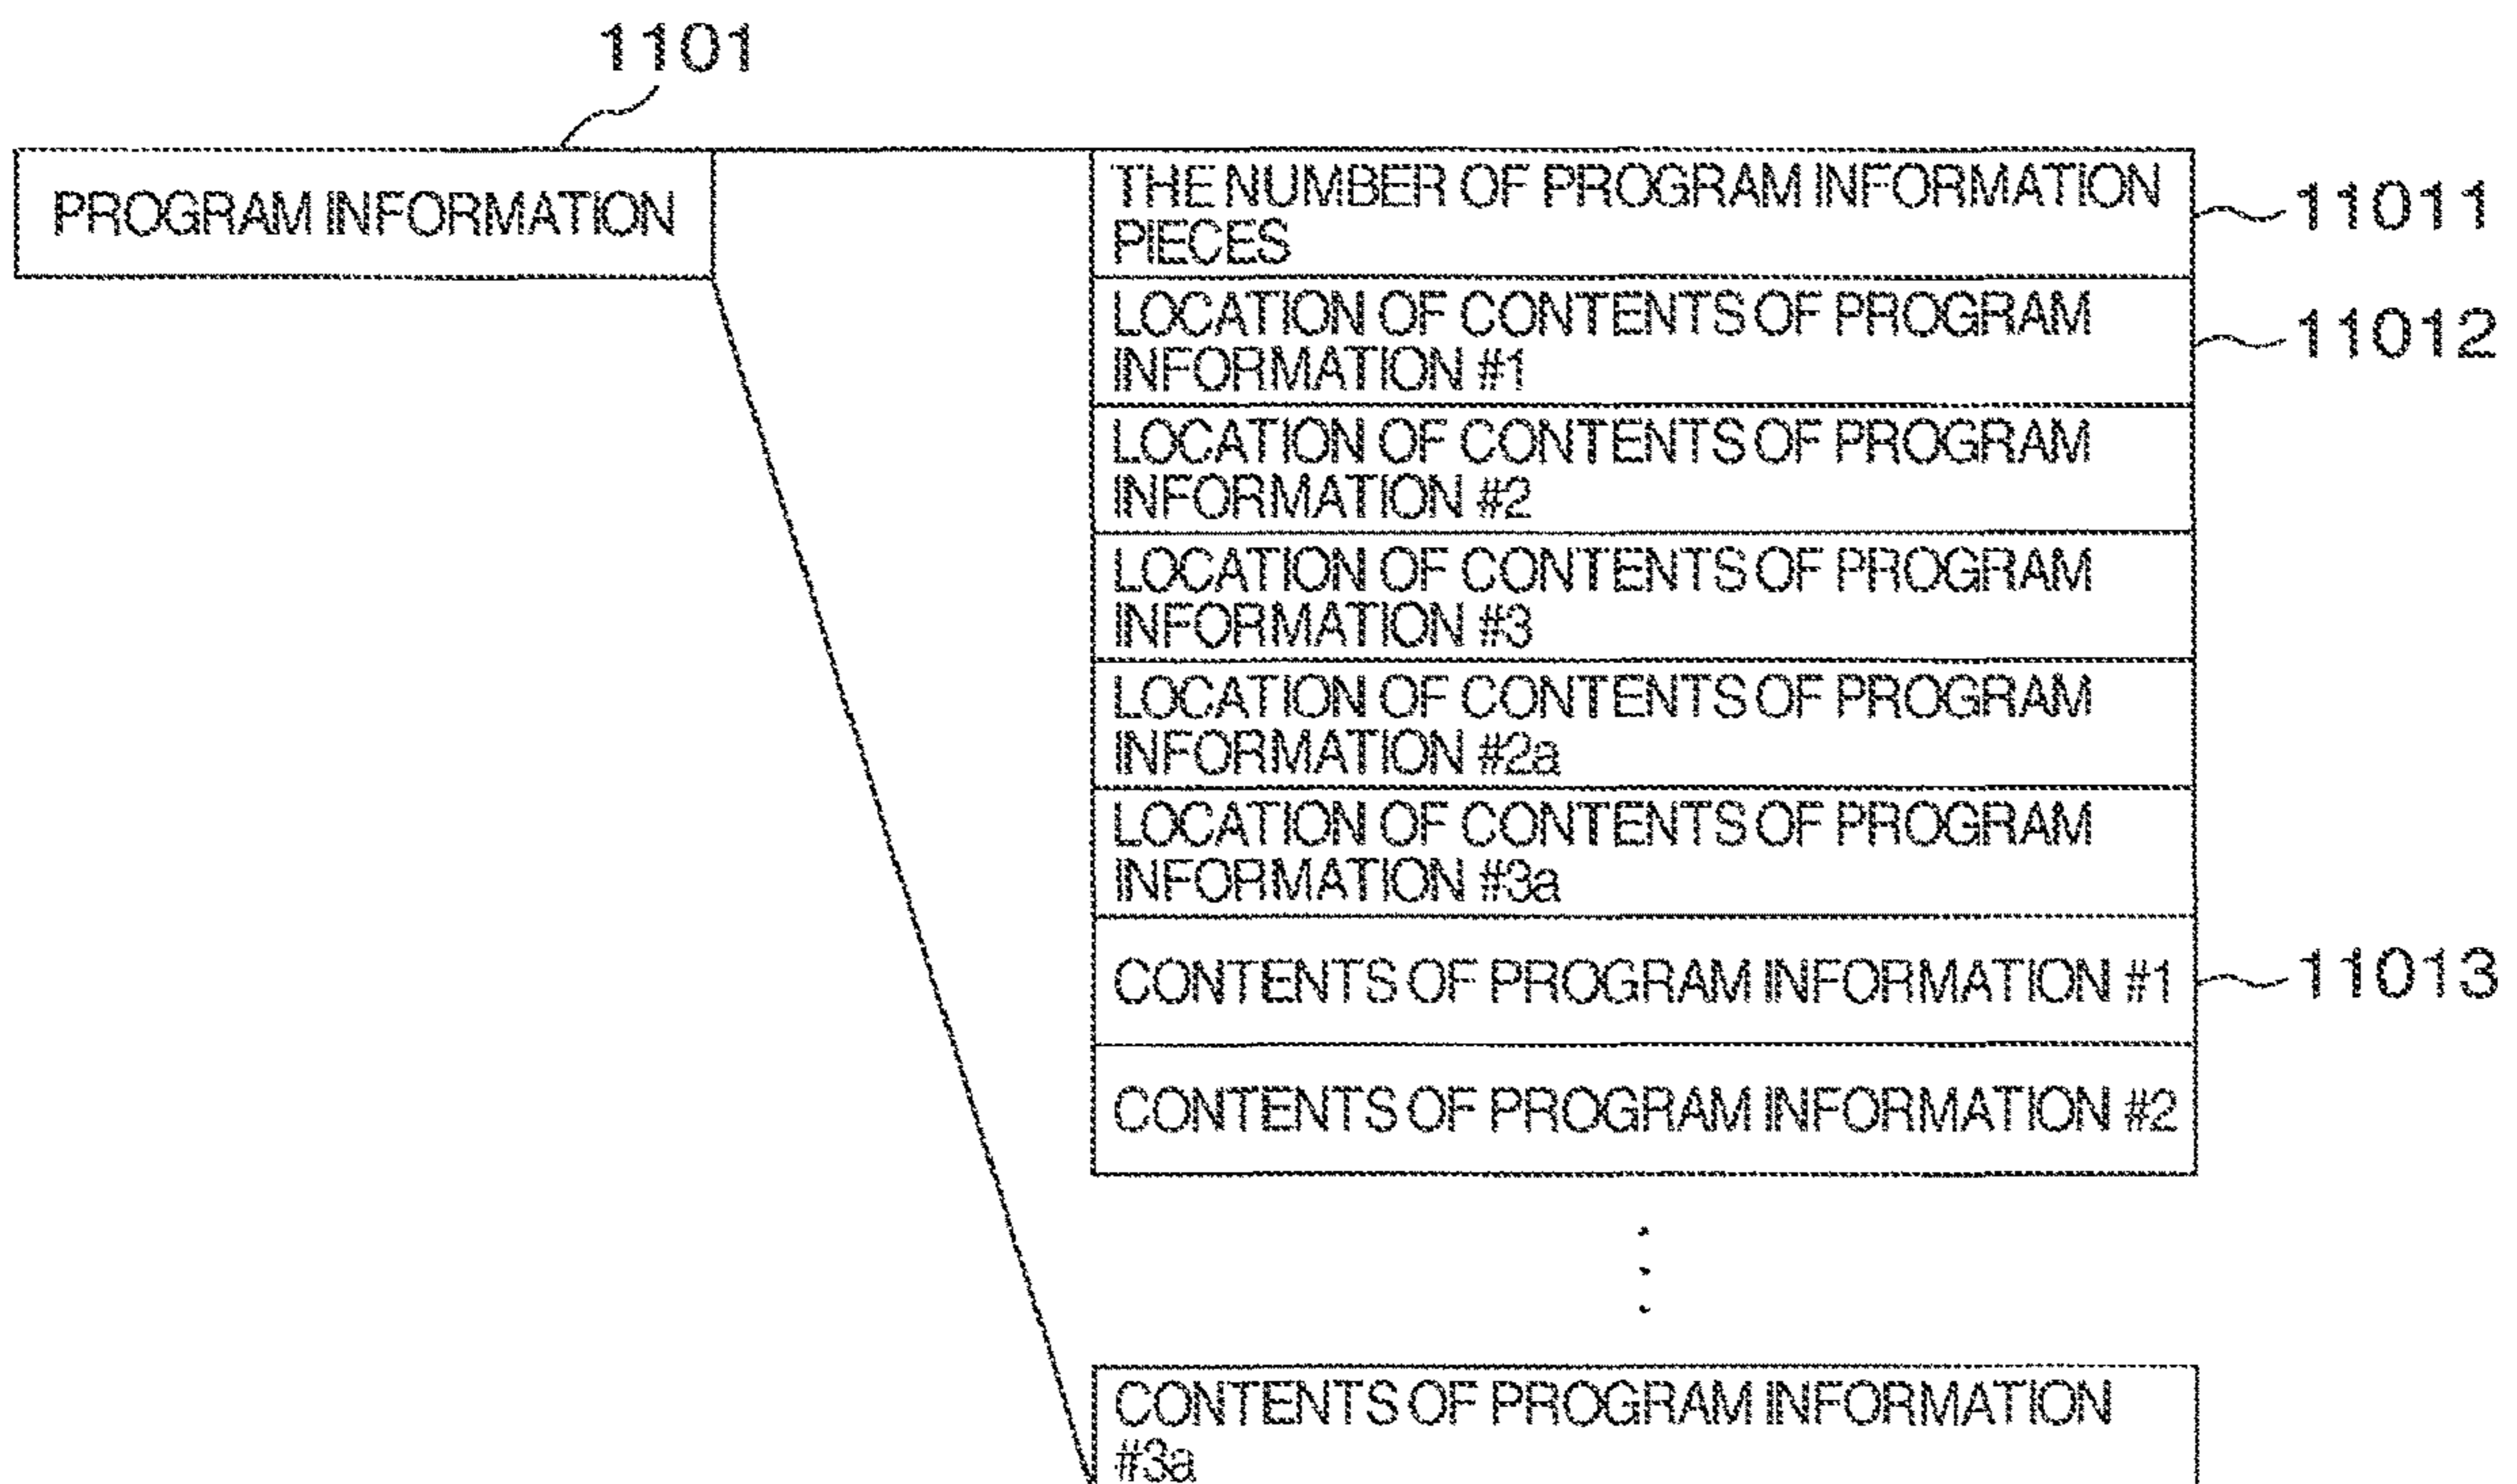 1101
PROGRAM INFORMATION
THE NUMBER OF PROGRAM INFORMATION
PIECES
11011
LOCATION OF CONTENTS OF PROGRAM
INFORMATION #1
11012
LOCATION OF CONTENTS OF PROGRAM
INFORMATION #2
LOCATION OF CONTENTS OF PROGRAM
INFORMATION #3
LOCATION OF CONTENTS OF PROGRAM
INFORMATION #2a
LOCATION OF CONTENTS OF PROGRAM
INFORMATION #3a
CONTENTS OF PROGRAM INFORMATION #1
11013
CONTENTS OF PROGRAM INFORMATION #2
CONTENTS OF PROGRAM INFORMATION
#3a